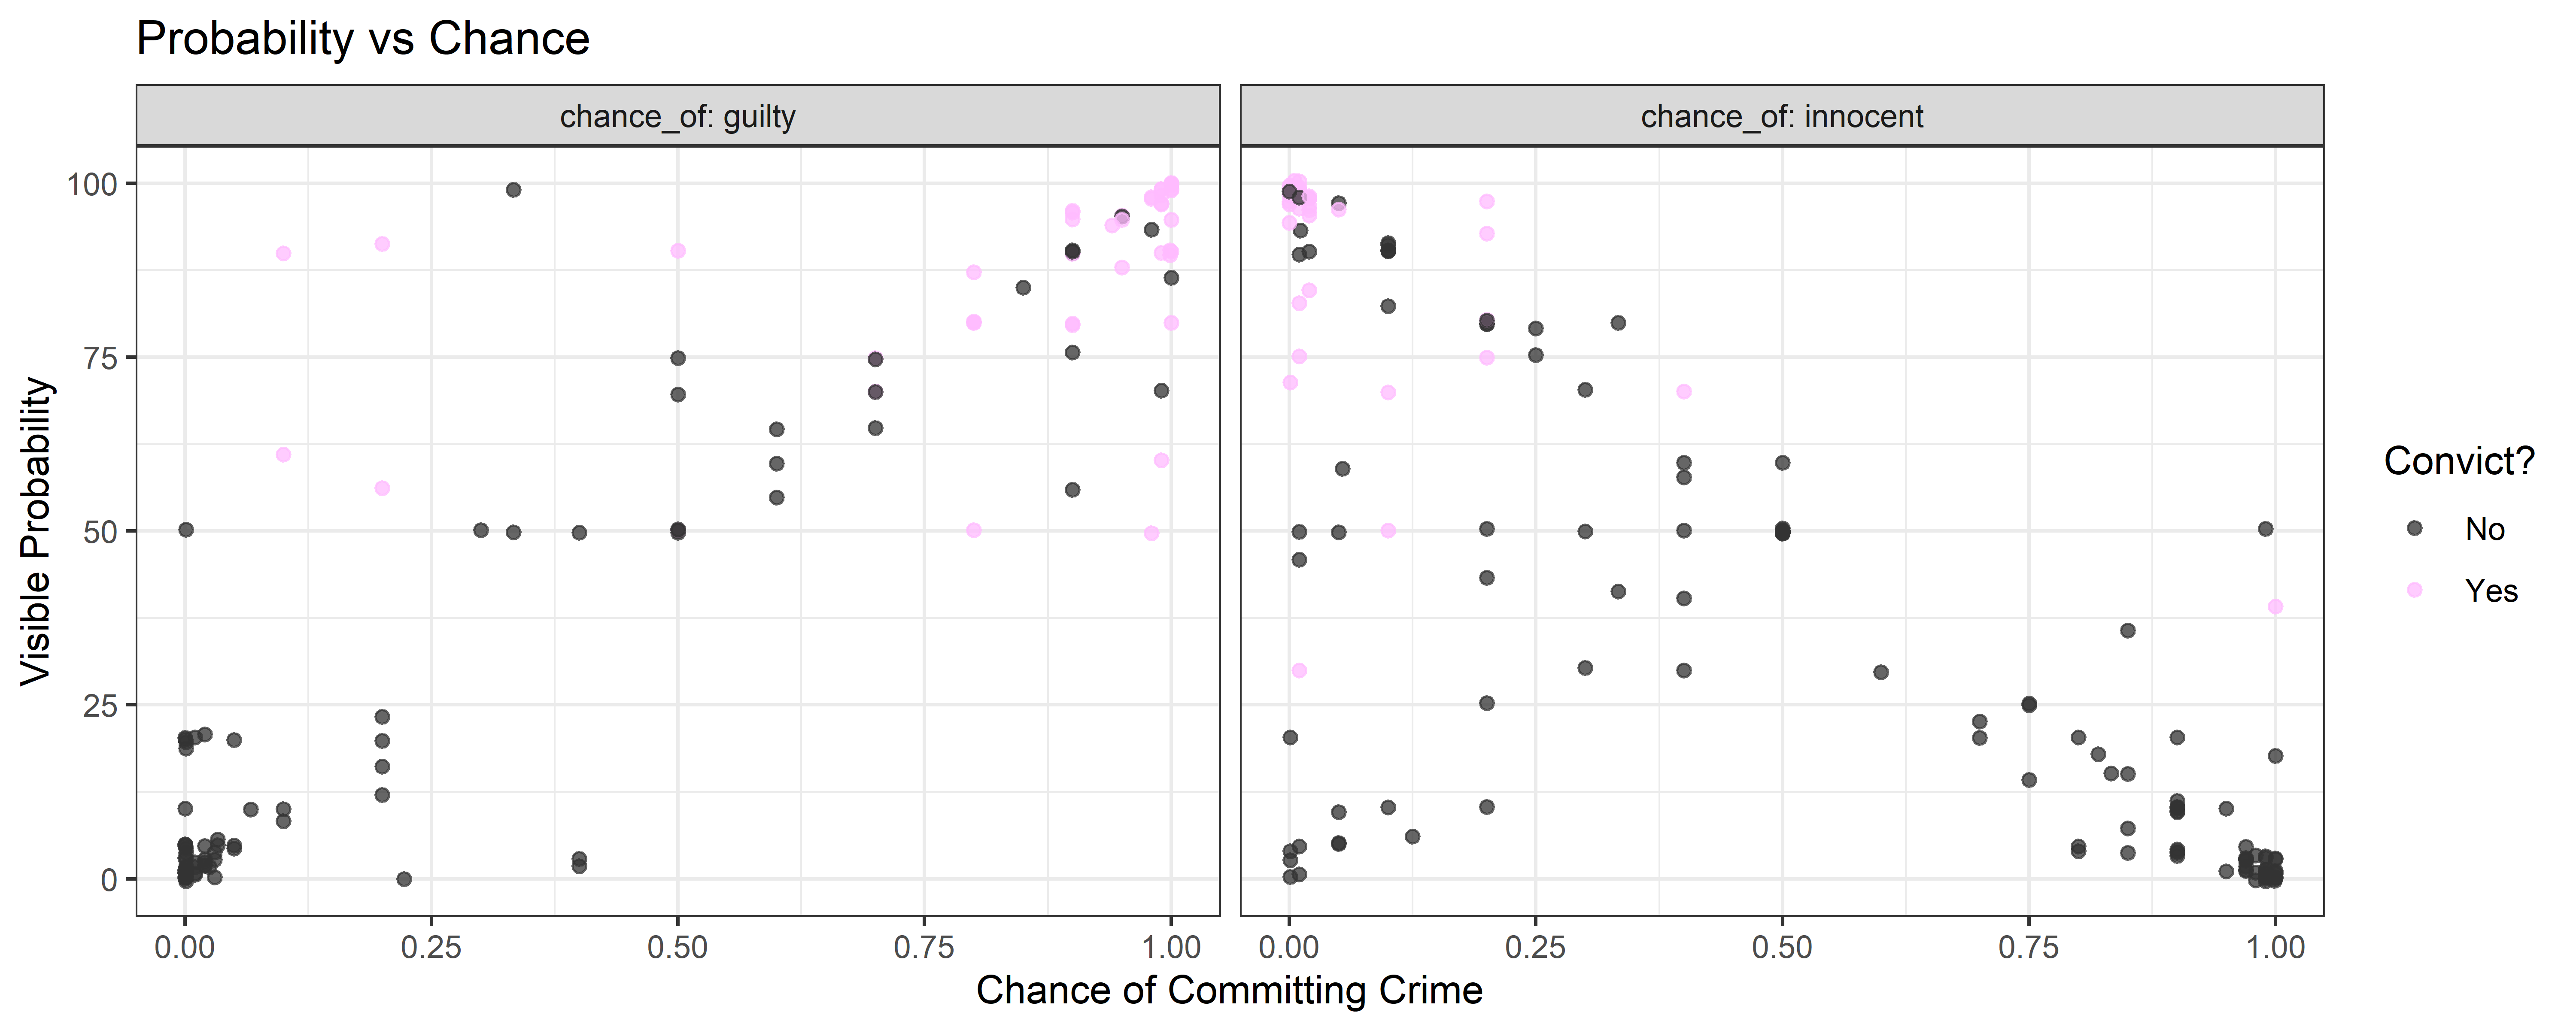 Probability vs Chance
chance_of: guilty
chance_of: innocent
Visible Probability
100
75
50
25
0
0.00 0.25 0.50 0.75 1.00
0.00 0.25 0.50 0.75 1.00
Chance of Committing Crime
Convict?
No
Yes